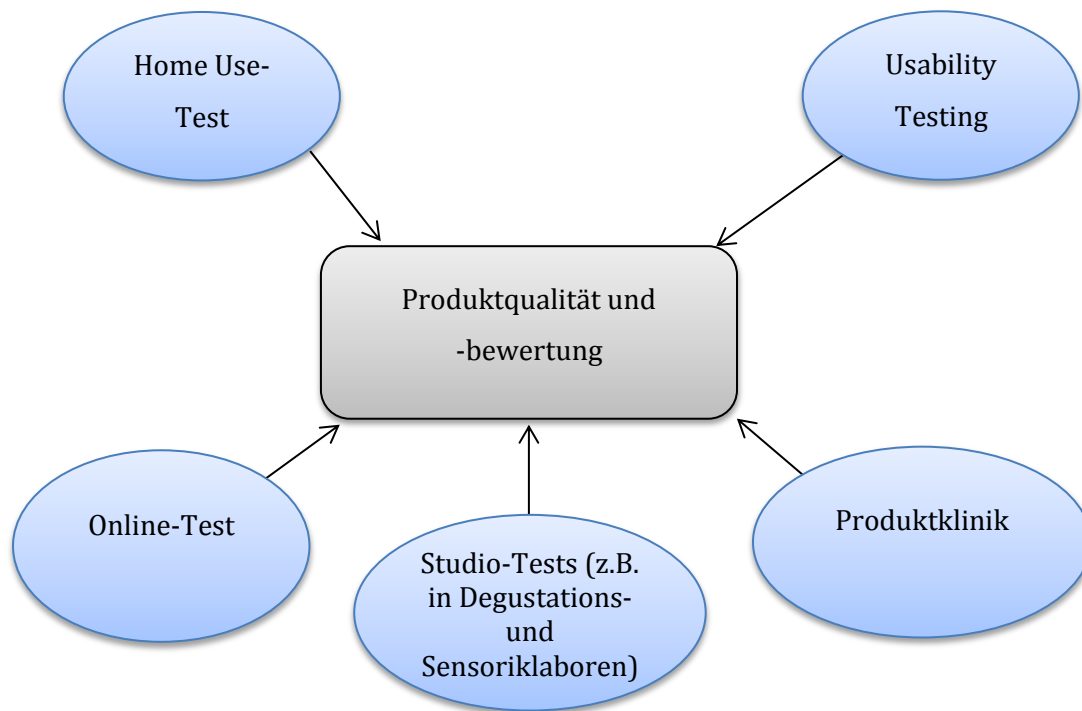 Home Use-
Test
Usability
Testing
Produktqualität und
-bewertung
Online-Test
Studio-Tests (z.B.
in Degustations-
und
Sensoriklaboren)
Produktklinik